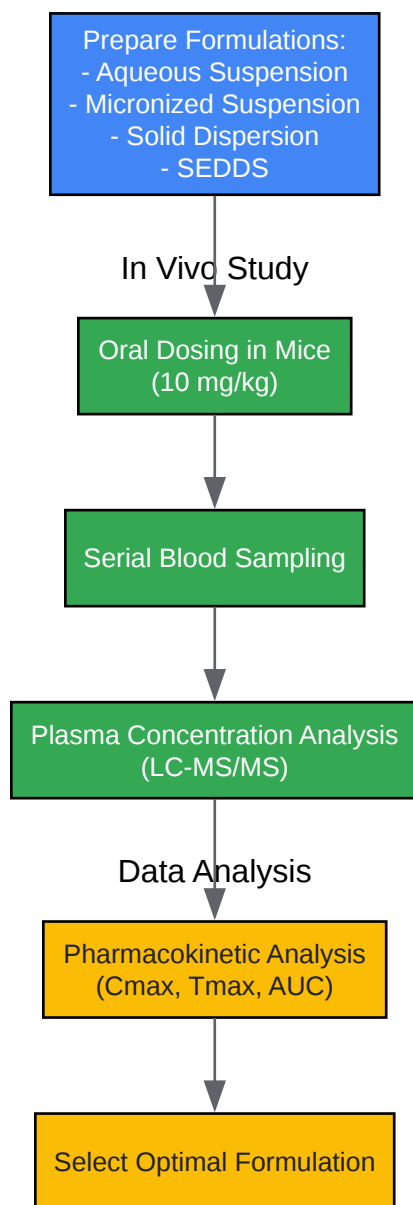 Prepare Formulations:
- Aqueous Suspension
- Micronized Suspension
- Solid Dispersion
- SEDDS
In Vivo Study
Oral Dosing in Mice
(10 mg/kg)
Serial Blood Sampling
Plasma Concentration Analysis
(LC-MS/MS)
Data Analysis
Pharmacokinetic Analysis
(Cmax, Tmax, AUC)
Select Optimal Formulation